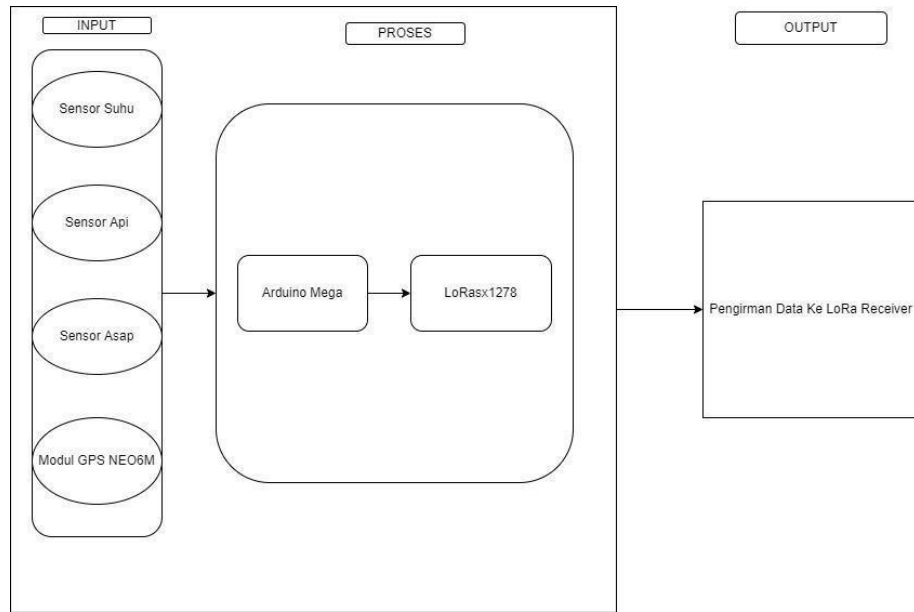 INPUT
PROSES
OUTPUT
Sensor Suhu
Sensor Api
Sensor Asap
Modul GPS NEO6M
Arduino Mega
LoRasx1278
Pengirman Data Ke LoRa Receiver